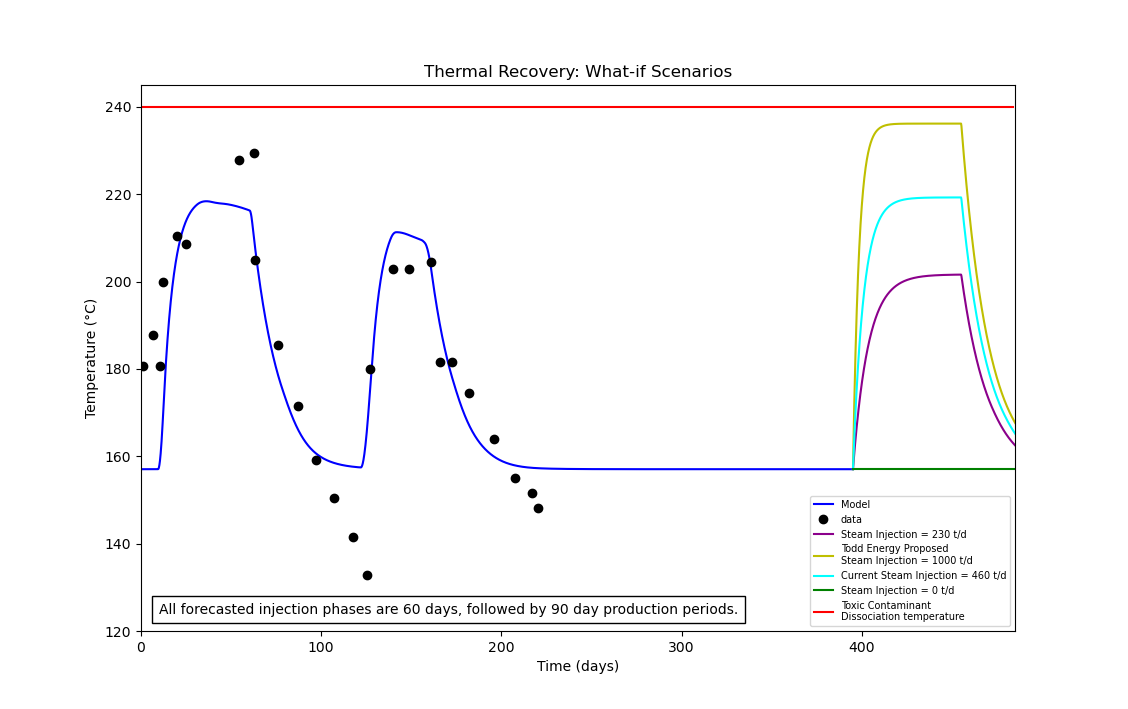 Thermal Recovery: What-if Scenarios
Temperature (°C)
240
220
200
180
160
140
120
0
100
200
300
400
Time (days)
Model
data
Steam Injection = 230 t/d
Todd Energy Proposed
Steam Injection = 1000 t/d
Current Steam Injection = 460 t/d
Steam Injection = 0 t/d
Toxic Contaminant
Dissociation temperature
All forecasted injection phases are 60 days, followed by 90 day production periods.